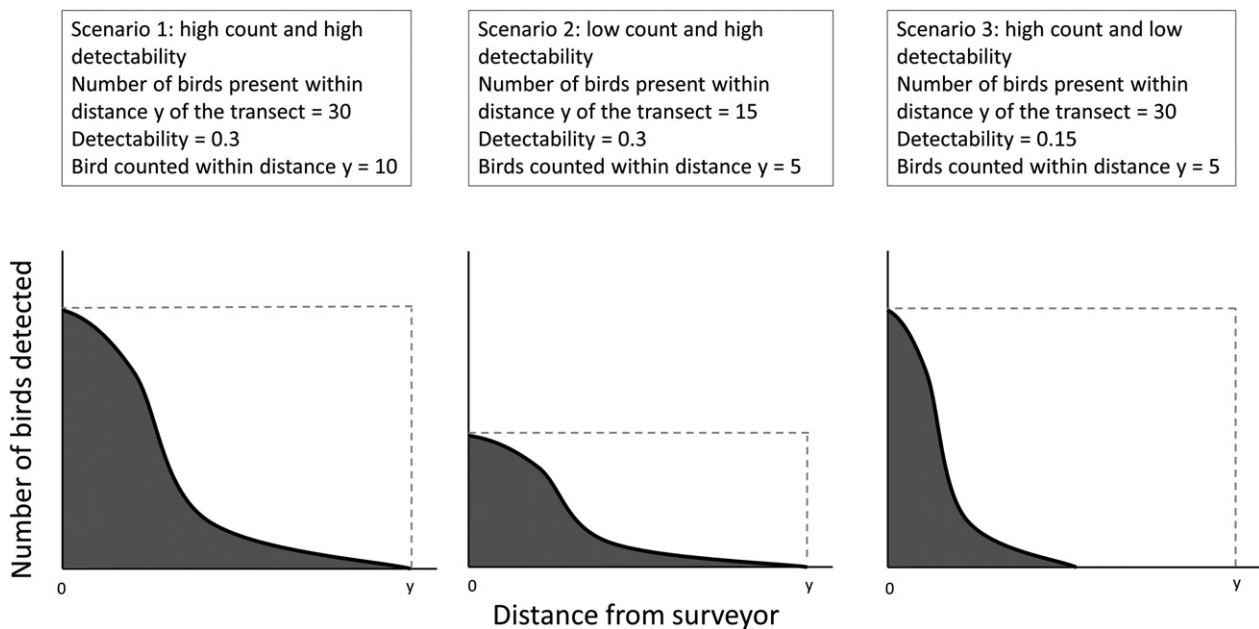 Scenario 1: high count and high
detectability
Number of birds present within
distance y of the transect = 30
Detectability = 0.3
Bird counted within distance y = 10
Scenario 2: low count and high
detectability
Number of birds present within
distance y of the transect = 15
Detectability = 0.3
Birds counted within distance y = 5
Scenario 3: high count and low
detectability
Number of birds present within
distance y of the transect = 30
Detectability = 0.15
Birds counted within distance y = 5
Number of birds detected
0
y
0
y
0
y
Distance from surveyor